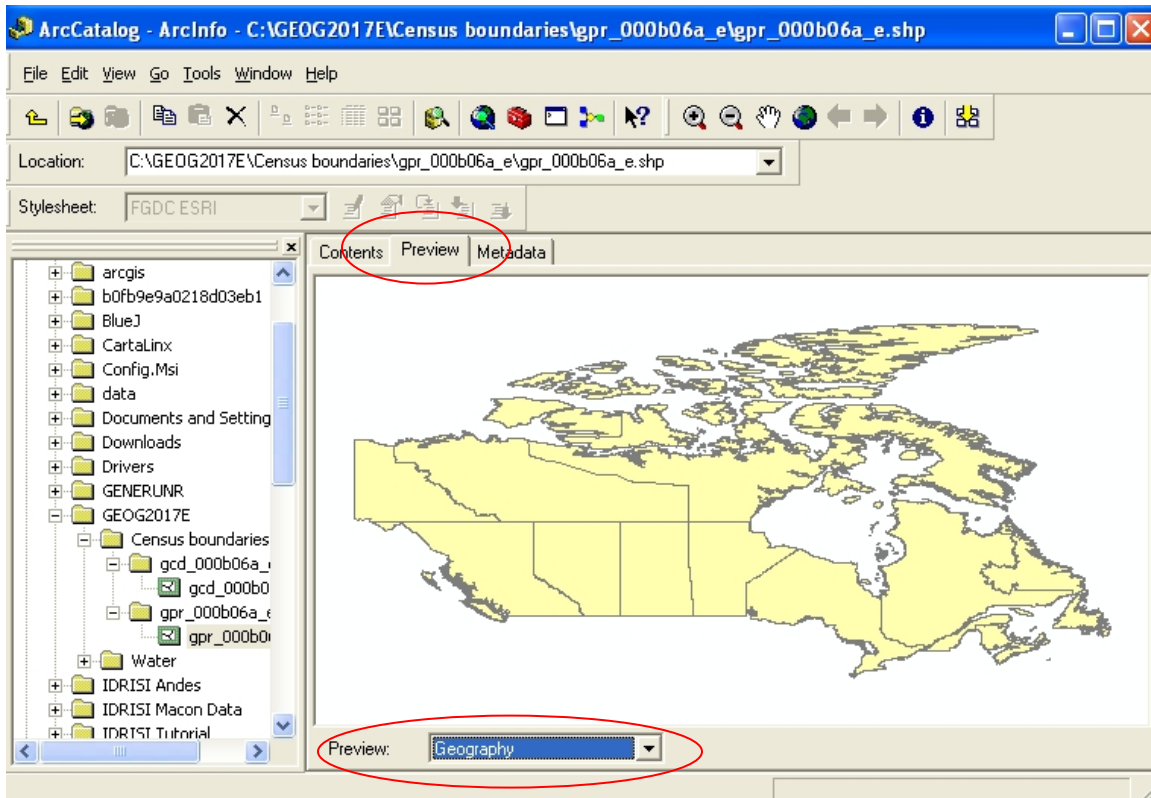 ArcCatalog - ArcInfo - C:\GEOG2017E\Census boundaries\gpr_000b06a_e\gpr_000b06a_e.shp
File Edit View Go Tools Window Help
Location: C:\GEOG2017E\Census boundaries\gpr_000b06a_e\gpr_000b06a_e.shp
Stylesheet: FGDC ESRI
Contents Preview Metadata
arcgis
b0fb9e9a0218d03eb1
BlueJ
CartaLinx
Config.Msi
data
Documents and Setting
Downloads
Drivers
GENERUNR
GEOG2017E
Census boundaries
gcd_000b06a_
gcd_000b0
gpr_000b06a_e
gpr_000b0
Water
IDRISI Andes
IDRISI Macon Data
IDRISI Tutorial
Preview: Geography